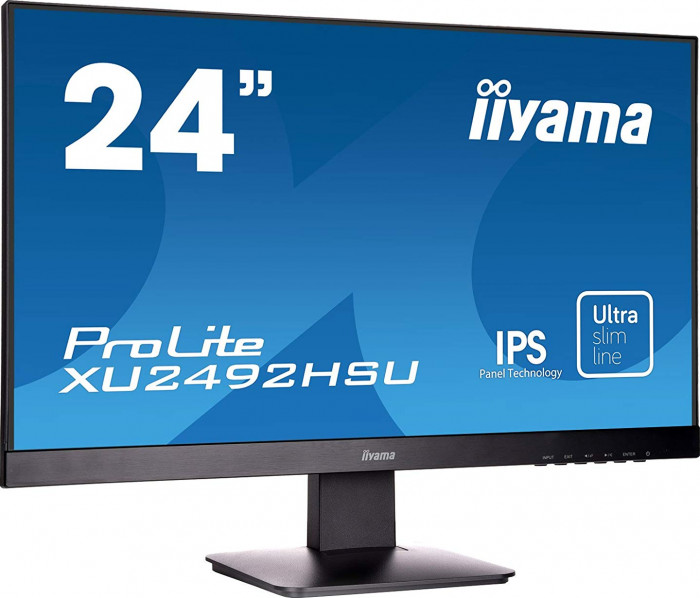 24”
iiyama
ProLite
XU2492HSU
IPS
Panel Technology
Ultra
slim
line
iiyama
INPUT EXIT ENTER